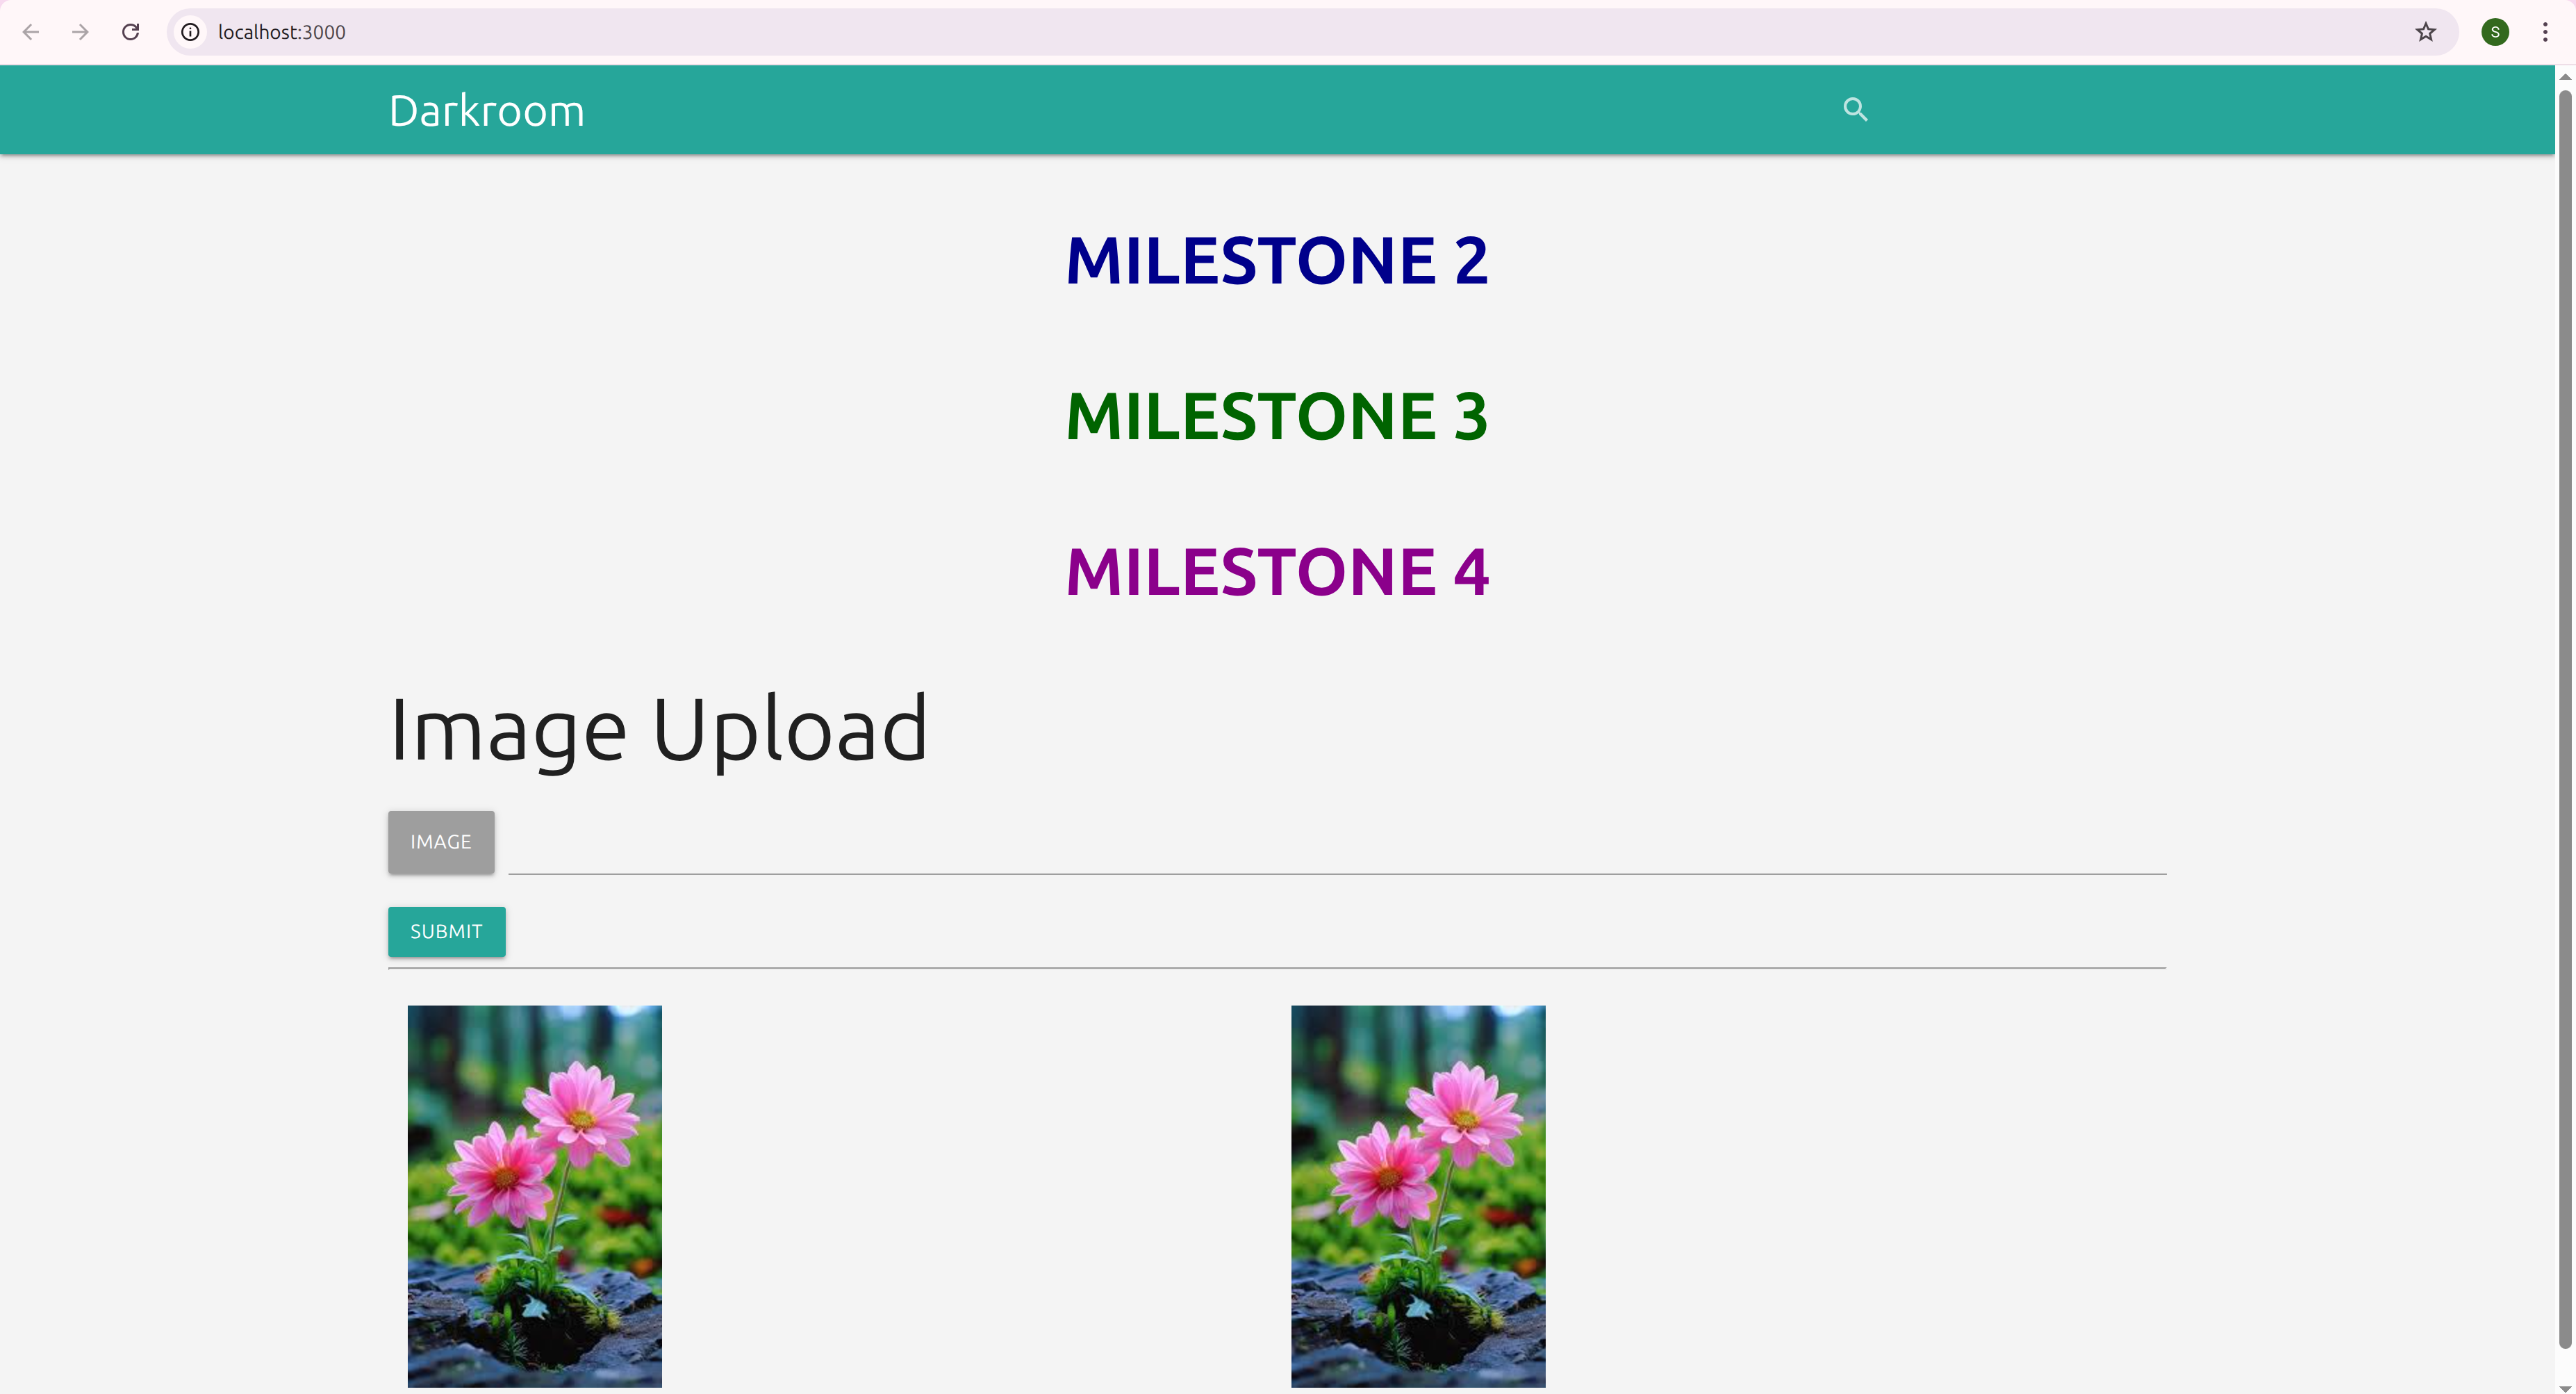 localhost:3000
S
Darkroom
MILESTONE 2
MILESTONE 3
MILESTONE 4
Image Upload
IMAGE
SUBMIT